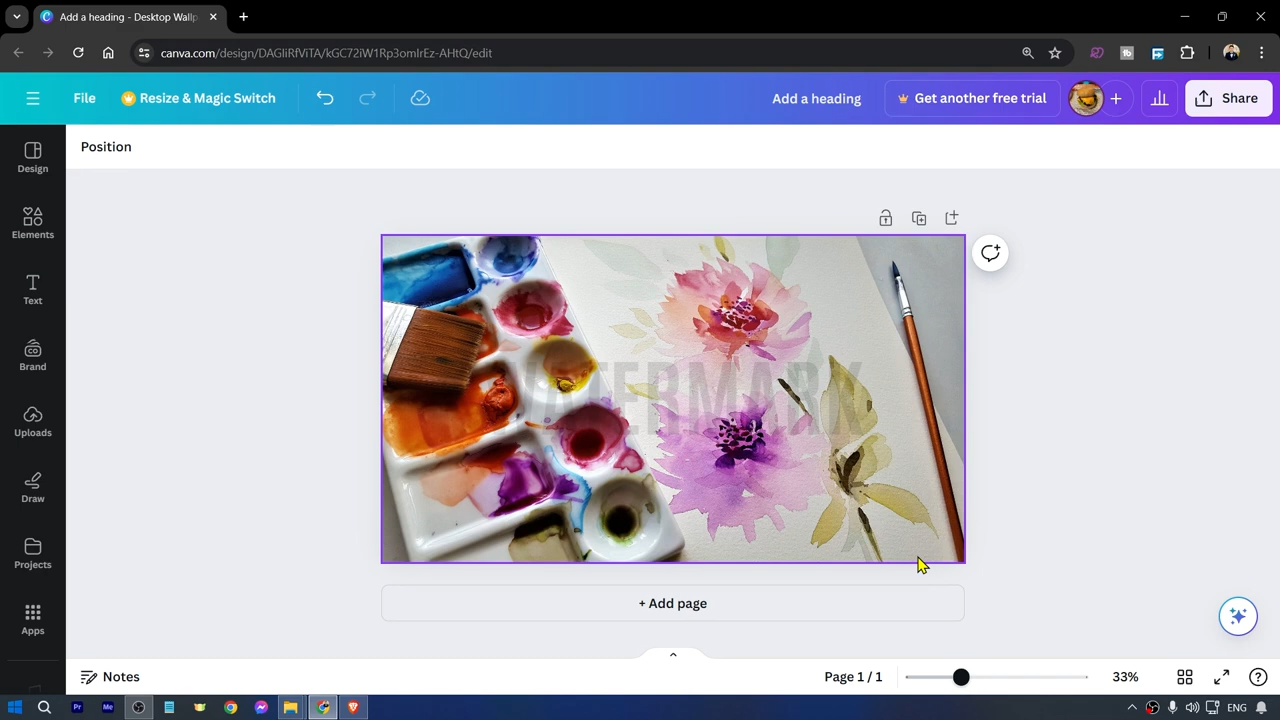 Add a heading - Desktop Wallp
canva.com/design/DAGliRfViTA/kGC72iW1Rp3omIrEz-AHtQ/edit
File
Resize & Magic Switch
Add a heading
Get another free trial
Share
Position
Design
Elements
Text
Brand
Uploads
Draw
Projects
Apps
WATERMARK
+ Add page
Notes
Page 1 / 1
33%
ENG